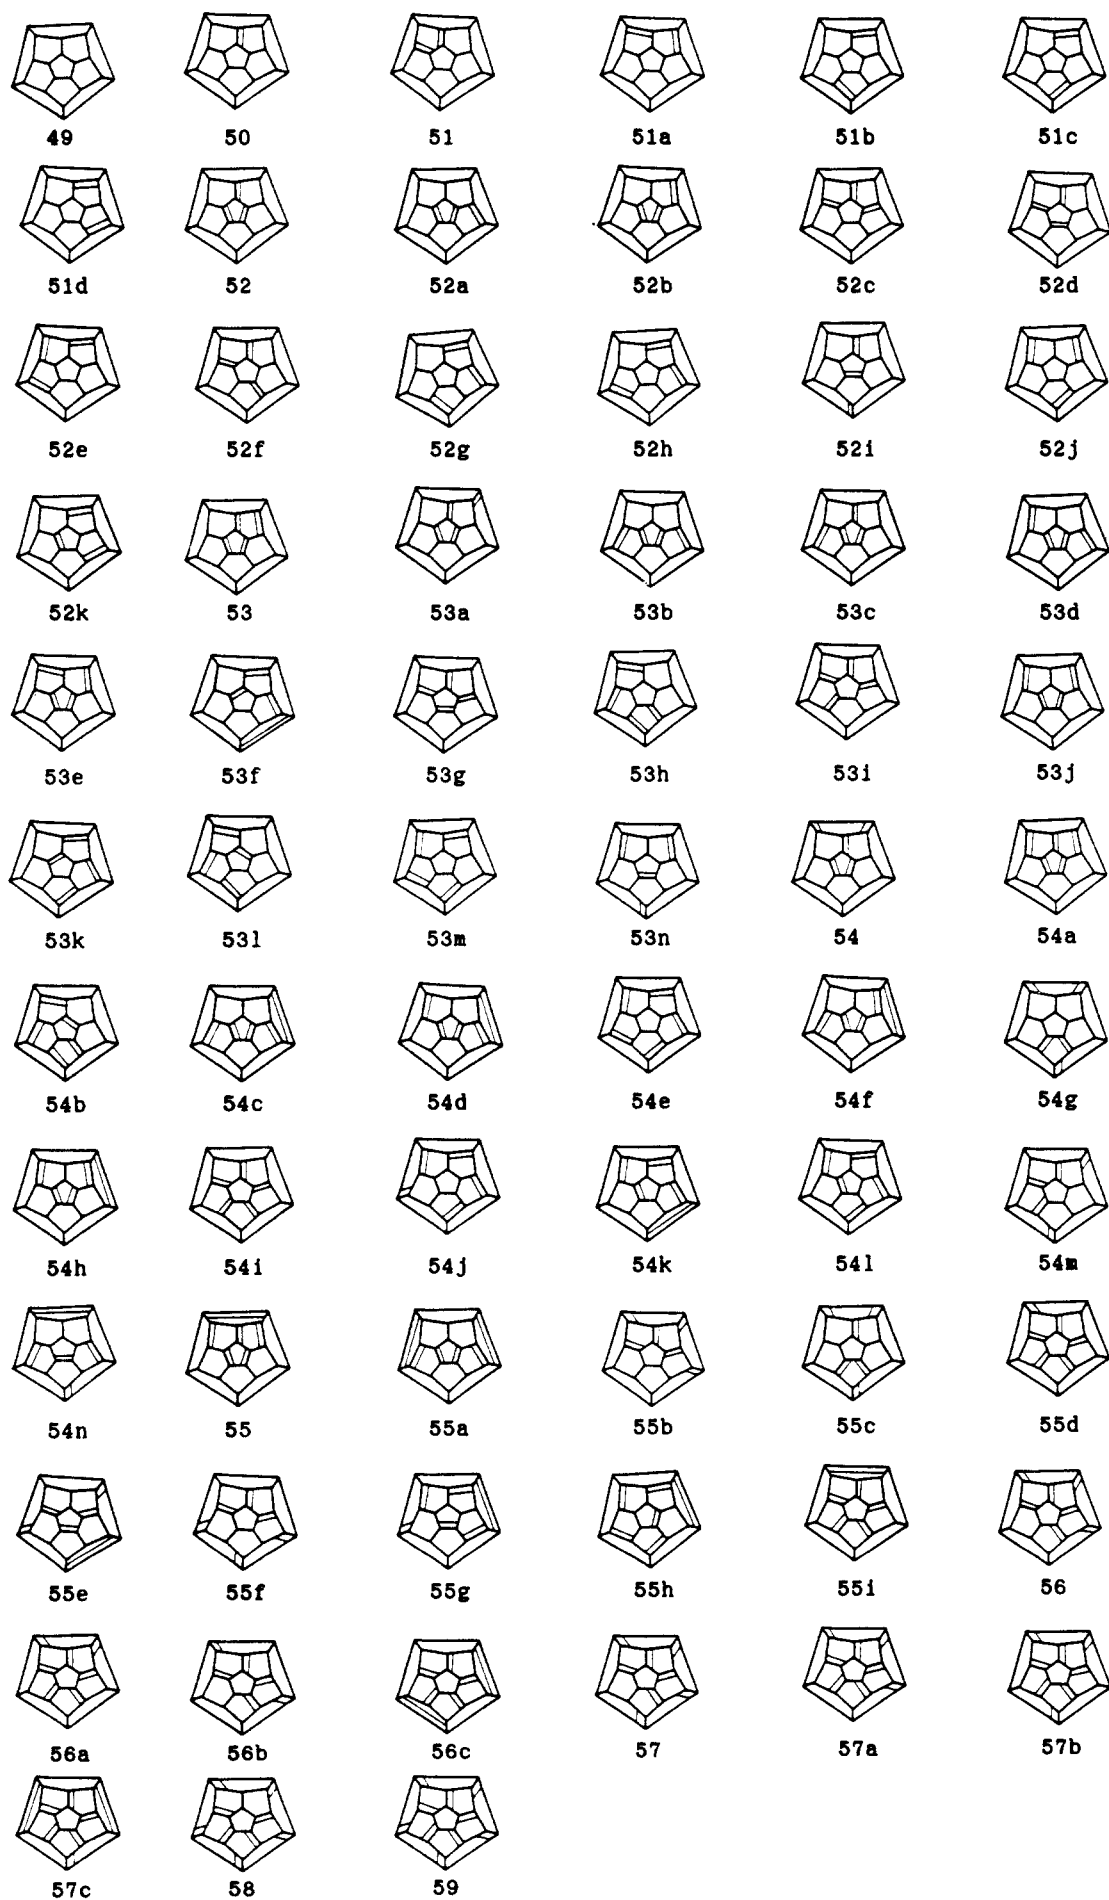 49 50 51 51a 51b 51c
51d 52 52a 52b 52c 52d
52e 52f 52g 52h 52i 52j
52k 53 53a 53b 53c 53d
53e 53f 53g 53h 53i 53j
53k 53l 53m 53n 54 54a
54b 54c 54d 54e 54f 54g
54h 54i 54j 54k 54l 54m
54n 55 55a 55b 55c 55d
55e 55f 55g 55h 55i 56
56a 56b 56c 57 57a 57b
57c 58 59